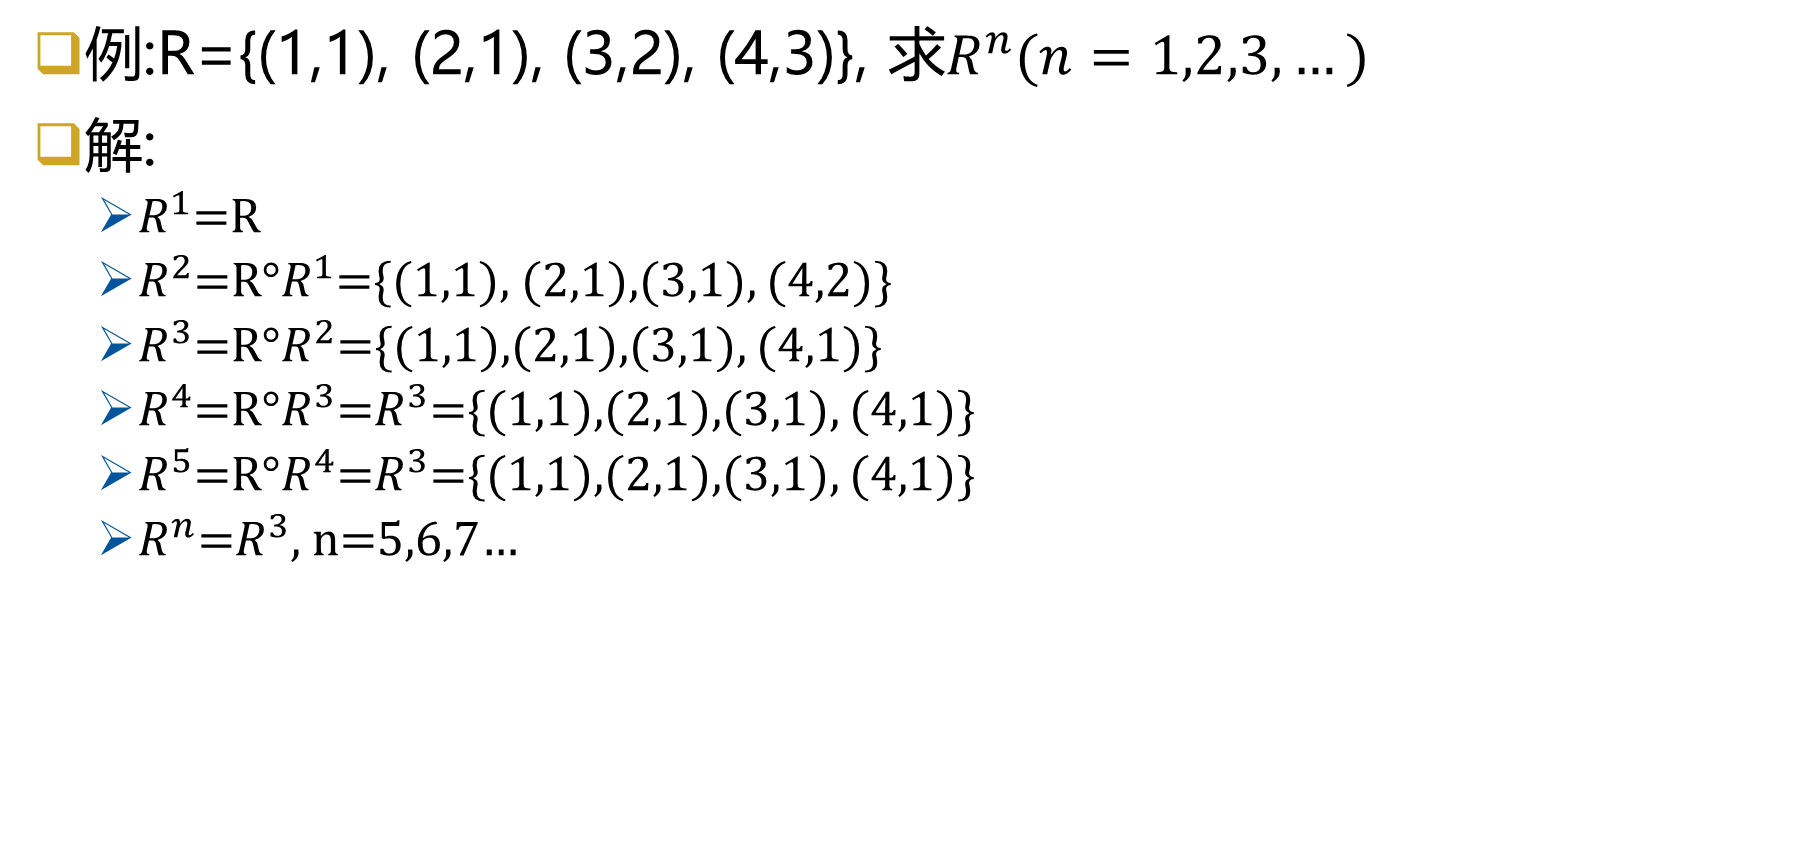 例:R={(1,1), (2,1), (3,2), (4,3)}, 求Rⁿ(n = 1,2,3, … )
解:
R¹=R
R²=R°R¹={(1,1), (2,1),(3,1), (4,2)}
R³=R°R²={(1,1),(2,1),(3,1), (4,1)}
R⁴=R°R³=R³={(1,1),(2,1),(3,1), (4,1)}
R⁵=R°R⁴=R³={(1,1),(2,1),(3,1), (4,1)}
Rⁿ=R³, n=5,6,7…